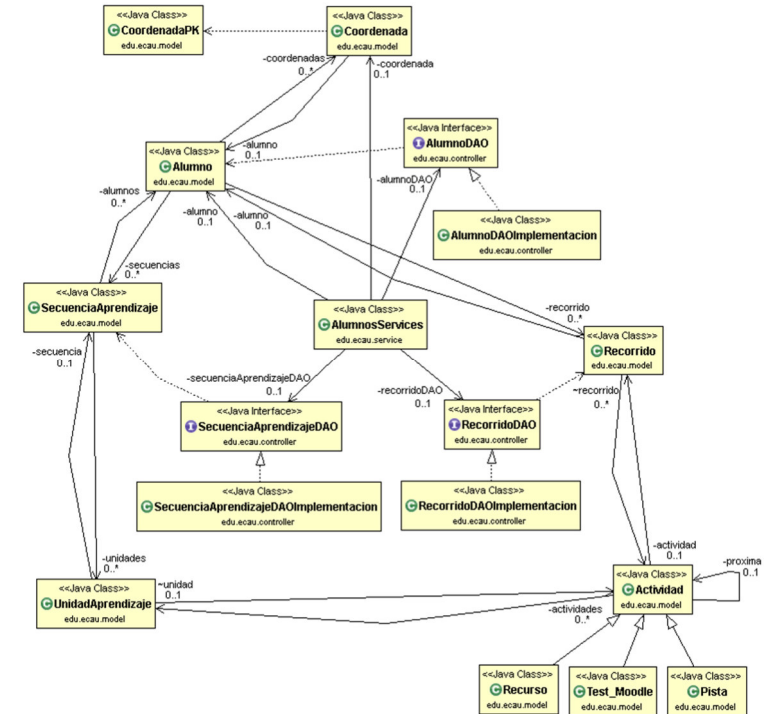 <<Java Class>>
CoordenadaPK
edu.ecau.model
<<Java Class>>
Coordenada
edu.ecau.model
-coordenadas
0..*
-coordenada
0..1
<<Java Class>>
Alumno
edu.ecau.model
-alumno
0..1
<<Java Interface>>
AlumnoDAO
edu.ecau.controller
-alumnos
0..*
-alumno
0..1
-alumno
0..1
-alumnoDAO
0..1
<<Java Class>>
AlumnoDAOImplementacion
edu.ecau.controller
-secuencias
0..*
<<Java Class>>
SecuenciaAprendizaje
edu.ecau.model
<<Java Class>>
AlumnosServices
edu.ecau.service
-recorrido
0..*
<<Java Class>>
Recorrido
edu.ecau.model
-secuencia
0..1
-secuenciaAprendizajeDAO
0..1
-recorridoDAO
0..1
~recorrido
0..*
<<Java Interface>>
SecuenciaAprendizajeDAO
edu.ecau.controller
<<Java Interface>>
RecorridoDAO
edu.ecau.controller
<<Java Class>>
SecuenciaAprendizajeDAOImplementacion
edu.ecau.controller
<<Java Class>>
RecorridoDAOImplementacion
edu.ecau.controller
-unidades
0..*
-actividad
0..1
-proxima
0..1
<<Java Class>>
UnidadAprendizaje
edu.ecau.model
~unidad
0..1
<<Java Class>>
Actividad
edu.ecau.model
-actividades
0..*
<<Java Class>>
Recurso
edu.ecau.model
<<Java Class>>
Test_Moodle
edu.ecau.model
<<Java Class>>
Pista
edu.ecau.model